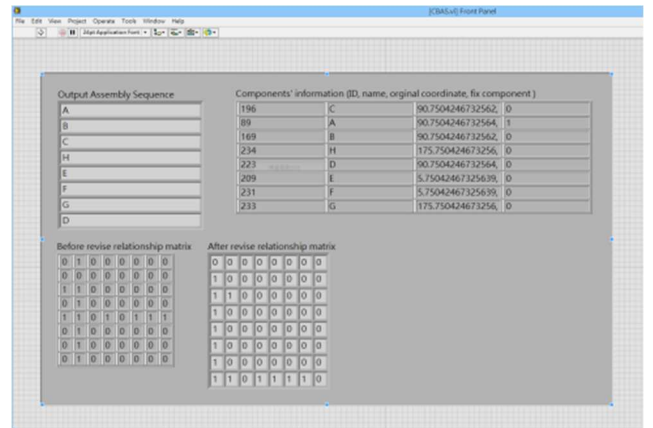 [CBAS.vi] Front Panel
File Edit View Project Operate Tools Window Help
16pt Application Font
Output Assembly Sequence
A
B
C
H
E
F
G
D
Components' information (ID, name, orginal coordinate, fix component )
196 C 90.7504246732562, 0
89 A 90.7504246732564, 1
169 B 90.7504246732562, 0
234 H 175.750424673256, 0
223 D 90.7504246732564, 0
209 E 5.75042467325639, 0
231 F 5.75042467325639, 0
233 G 175.750424673256, 0
Before revise relationship matrix
0 1 0 0 0 0 0 0
0 0 0 0 0 0 0 0
1 1 0 0 0 0 0 0
0 1 0 0 0 0 0 0
1 1 0 1 0 1 1 1
0 1 0 0 0 0 0 0
0 1 0 0 0 0 0 0
0 1 0 0 0 0 0 0
After revise relationship matrix
0 0 0 0 0 0 0 0
1 0 0 0 0 0 0 0
1 1 0 0 0 0 0 0
1 0 0 0 0 0 0 0
1 0 0 0 0 0 0 0
1 0 0 0 0 0 0 0
1 0 0 0 0 0 0 0
1 1 0 1 1 1 1 0